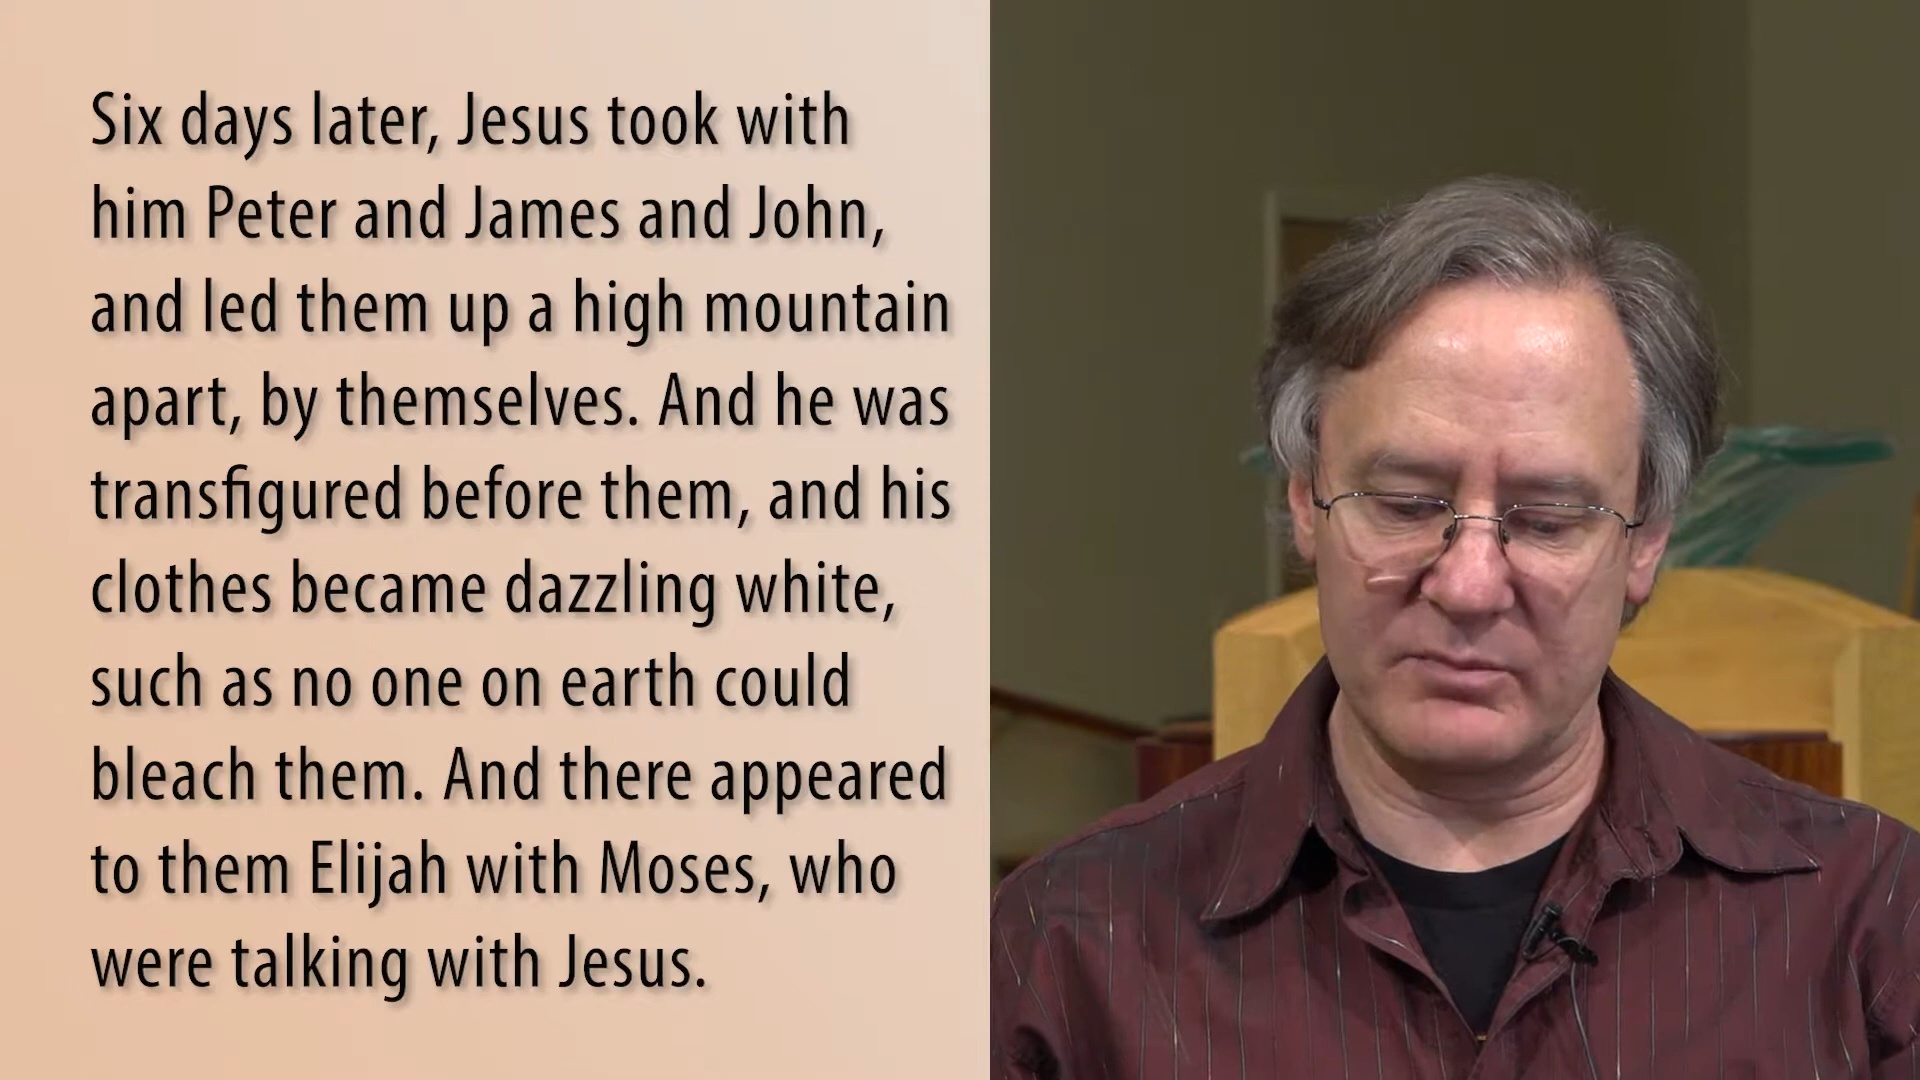 Six days later, Jesus took with
him Peter and James and John,
and led them up a high mountain
apart, by themselves. And he was
transfigured before them, and his
clothes became dazzling white,
such as no one on earth could
bleach them. And there appeared
to them Elijah with Moses, who
were talking with Jesus.